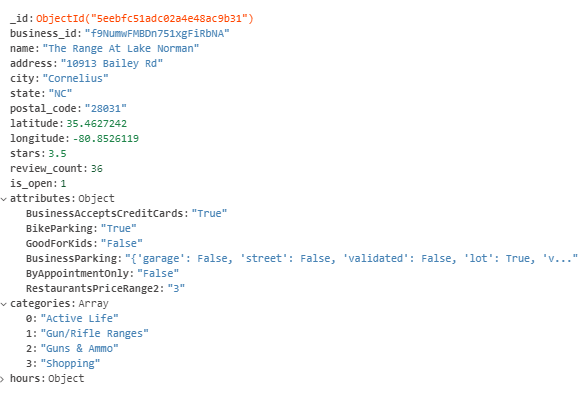 _id: ObjectId("5eebfc51adc02a4e48ac9b31")
business_id: "f9NumwFMBDn751xgFiRbNA"
name: "The Range At Lake Norman"
address: "10913 Bailey Rd"
city: "Cornelius"
state: "NC"
postal_code: "28031"
latitude: 35.4627242
longitude: -80.8526119
stars: 3.5
review_count: 36
is_open: 1
attributes: Object
BusinessAcceptsCreditCards: "True"
BikeParking: "True"
GoodForKids: "False"
BusinessParking: "{'garage': False, 'street': False, 'validated': False, 'lot': True, 'v..."
ByAppointmentOnly: "False"
RestaurantsPriceRange2: "3"
categories: Array
0: "Active Life"
1: "Gun/Rifle Ranges"
2: "Guns & Ammo"
3: "Shopping"
hours: Object